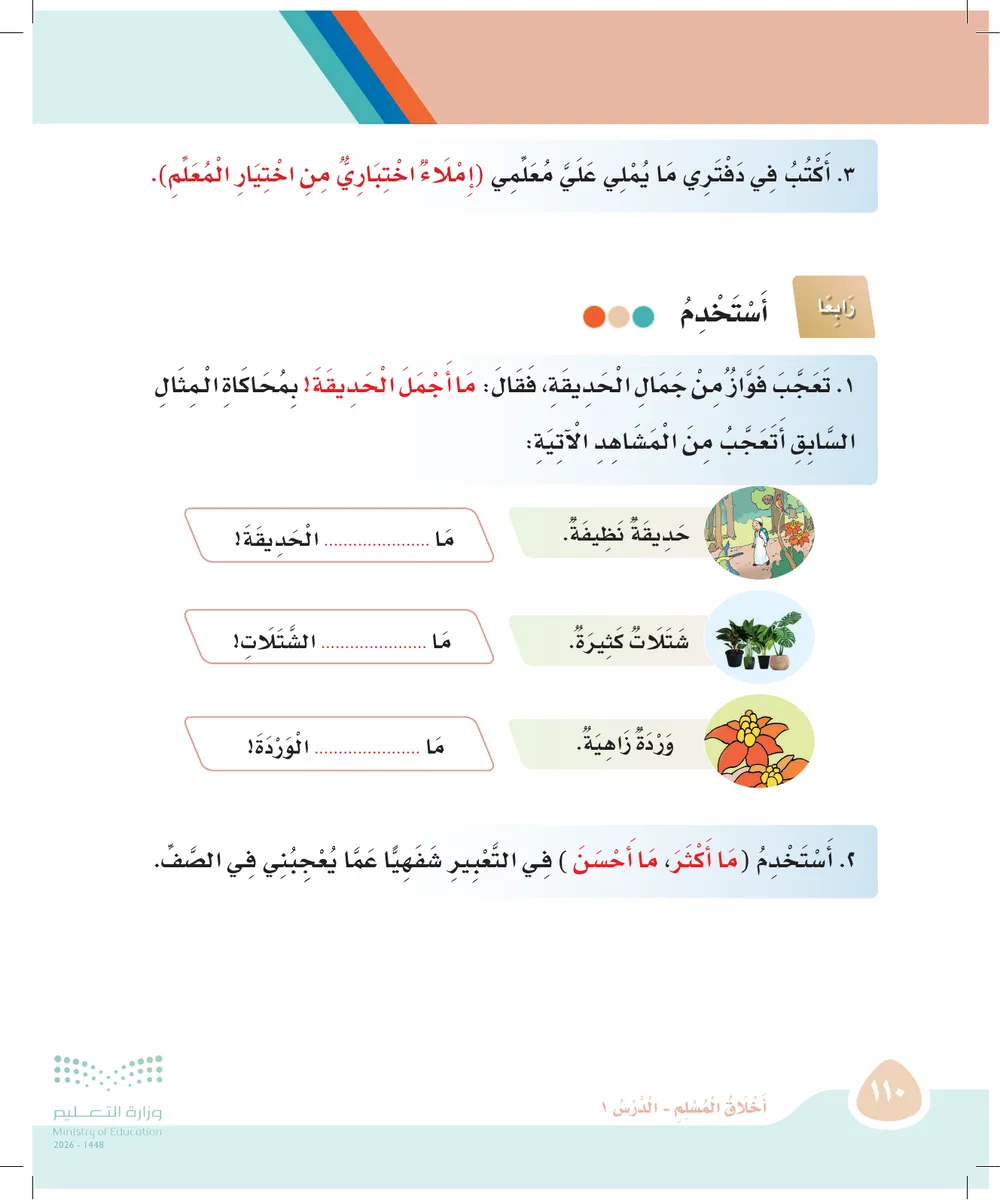 ٣. أَكْتُبُ فِي دَفْتَرِي مَا يُمْلِي عَلَيَّ مُعَلِّمِي (إِمْلَاءٌ اخْتِبَارِيٌّ مِنِ اخْتِيَارِ الْمُعَلِّمِ).
رَابِعًا
أَسْتَخْدِمُ
١. تَعَجَّبَ فَوَّازٌ مِنْ جَمَالِ الْحَدِيقَةِ، فَقَالَ: مَا أَجْمَلَ الْحَدِيقَةَ! بِمُحَاكَاةِ الْمِثَالِ
السَّابِقِ أَتَعَجَّبُ مِنَ الْمَشَاهِدِ الْآتِيَةِ:
حَدِيقَةٌ نَظِيفَةٌ.
مَا ...................... الْحَدِيقَةَ!
شَتَلَاتٌ كَثِيرَةٌ.
مَا ...................... الشَّتَلَاتِ!
وَرْدَةٌ زَاهِيَةٌ.
مَا ...................... الْوَرْدَةَ!
٢. أَسْتَخْدِمُ (مَا أَكْثَرَ، مَا أَحْسَنَ ) فِي التَّعْبِيرِ شَفَهِيًّا عَمَّا يُعْجِبُنِي فِي الصَّفِّ.
١١٠
أَخْلَاقُ الْمُسْلِمِ - الْدَّرْسُ ١
وزارة التعـليم
Ministry of Education
2026 - 1448